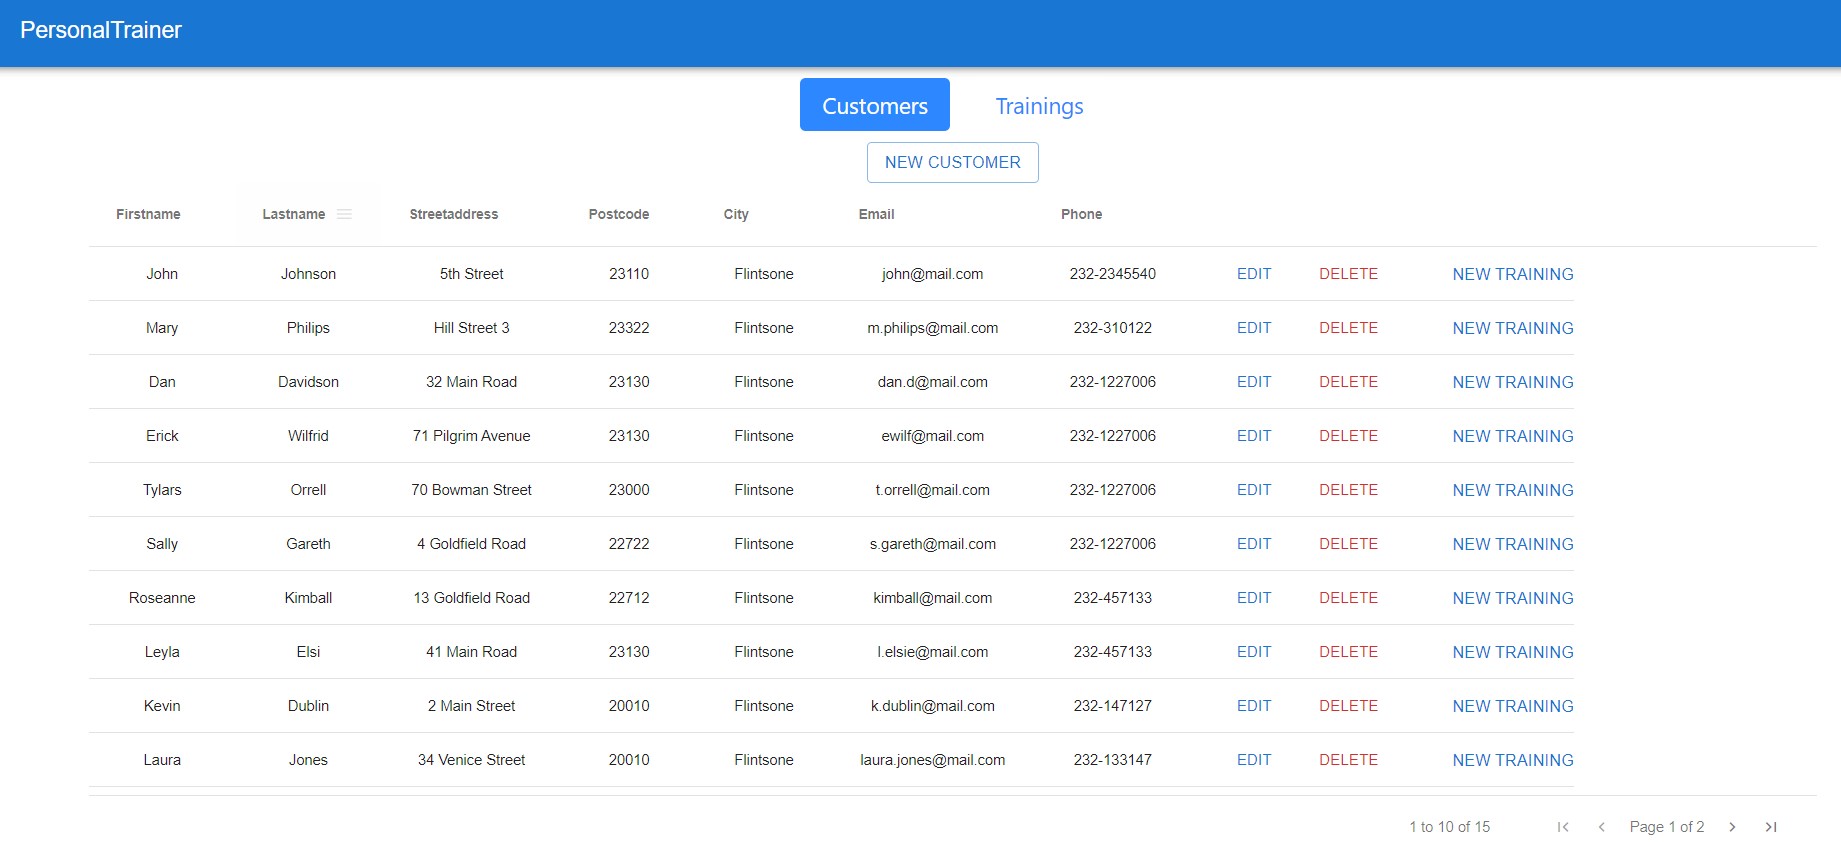 PersonalTrainer
Customers Trainings
NEW CUSTOMER
Firstname Lastname Streetaddress Postcode City Email Phone
John Johnson 5th Street 23110 Flintsone john@mail.com 232-2345540 EDIT DELETE NEW TRAINING
Mary Philips Hill Street 3 23322 Flintsone m.philips@mail.com 232-310122 EDIT DELETE NEW TRAINING
Dan Davidson 32 Main Road 23130 Flintsone dan.d@mail.com 232-1227006 EDIT DELETE NEW TRAINING
Erick Wilfrid 71 Pilgrim Avenue 23130 Flintsone ewilf@mail.com 232-1227006 EDIT DELETE NEW TRAINING
Tylars Orrell 70 Bowman Street 23000 Flintsone t.orrell@mail.com 232-1227006 EDIT DELETE NEW TRAINING
Sally Gareth 4 Goldfield Road 22722 Flintsone s.gareth@mail.com 232-1227006 EDIT DELETE NEW TRAINING
Roseanne Kimball 13 Goldfield Road 22712 Flintsone kimball@mail.com 232-457133 EDIT DELETE NEW TRAINING
Leyla Elsi 41 Main Road 23130 Flintsone l.elsie@mail.com 232-457133 EDIT DELETE NEW TRAINING
Kevin Dublin 2 Main Street 20010 Flintsone k.dublin@mail.com 232-147127 EDIT DELETE NEW TRAINING
Laura Jones 34 Venice Street 20010 Flintsone laura.jones@mail.com 232-133147 EDIT DELETE NEW TRAINING
1 to 10 of 15 Page 1 of 2